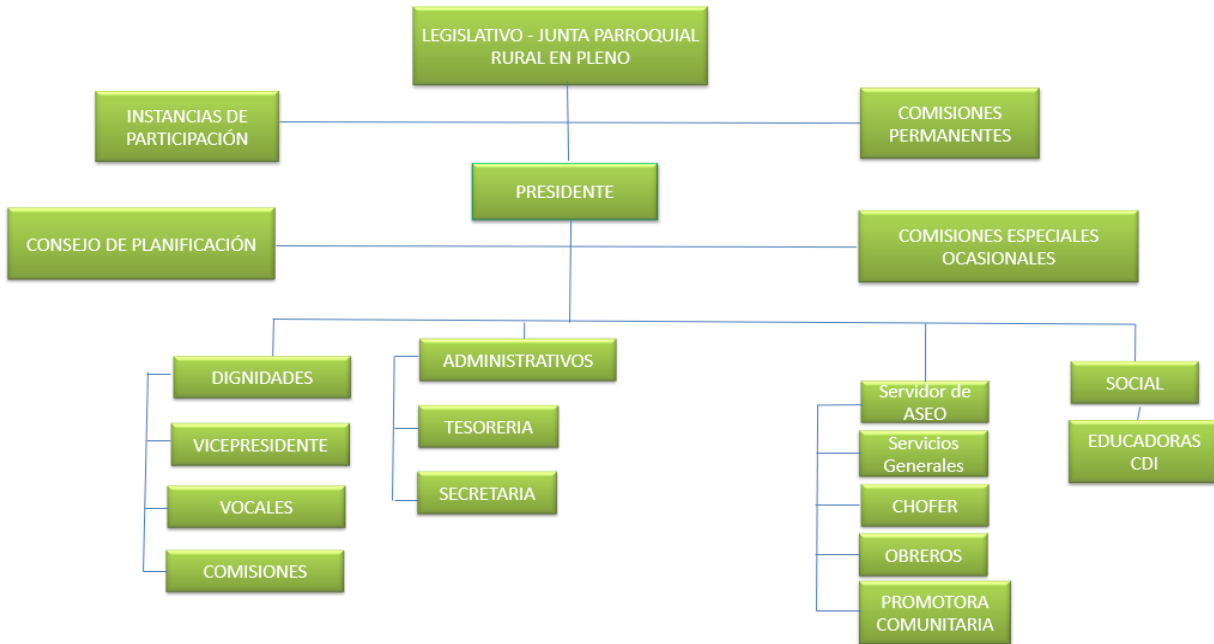 LEGISLATIVO - JUNTA PARROQUIAL
RURAL EN PLENO
INSTANCIAS DE
PARTICIPACIÓN
COMISIONES
PERMANENTES
PRESIDENTE
CONSEJO DE PLANIFICACIÓN
COMISIONES ESPECIALES
OCASIONALES
DIGNIDADES
VICEPRESIDENTE
VOCALES
COMISIONES
ADMINISTRATIVOS
TESORERIA
SECRETARIA
Servidor de
ASEO
Servicios
Generales
CHOFER
OBREROS
PROMOTORA
COMUNITARIA
SOCIAL
EDUCADORAS
CDI